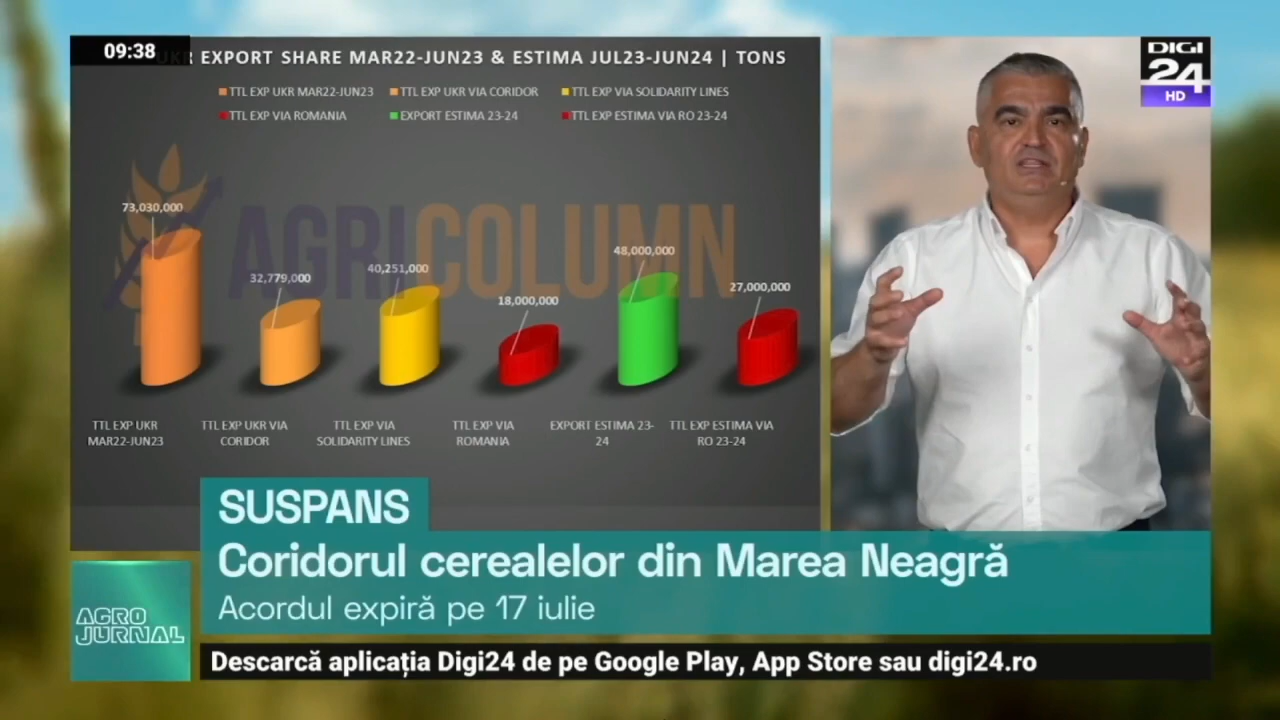 09:38
UKR EXPORT SHARE MAR22-JUN23 & ESTIMA JUL23-JUN24 | TONS
TTL EXP UKR MAR22-JUN23 TTL EXP UKR VIA CORIDOR TTL EXP VIA SOLIDARITY LINES
TTL EXP VIA ROMANIA EXPORT ESTIMA 23-24 TTL EXP ESTIMA VIA RO 23-24
AGRICOLUMN
73,030,000
32,779,000
40,251,000
18,000,000
48,000,000
27,000,000
TTL EXP UKR
MAR22-JUN23
TTL EXP UKR VIA
CORIDOR
TTL EXP VIA
SOLIDARITY LINES
TTL EXP VIA
ROMANIA
EXPORT ESTIMA 23-
24
TTL EXP ESTIMA VIA
RO 23-24
DIGI
24
HD
SUSPANS
Coridorul cerealelor din Marea Neagră
Acordul expiră pe 17 iulie
AGRO
JURNAL
Descarcă aplicația Digi24 de pe Google Play, App Store sau digi24.ro